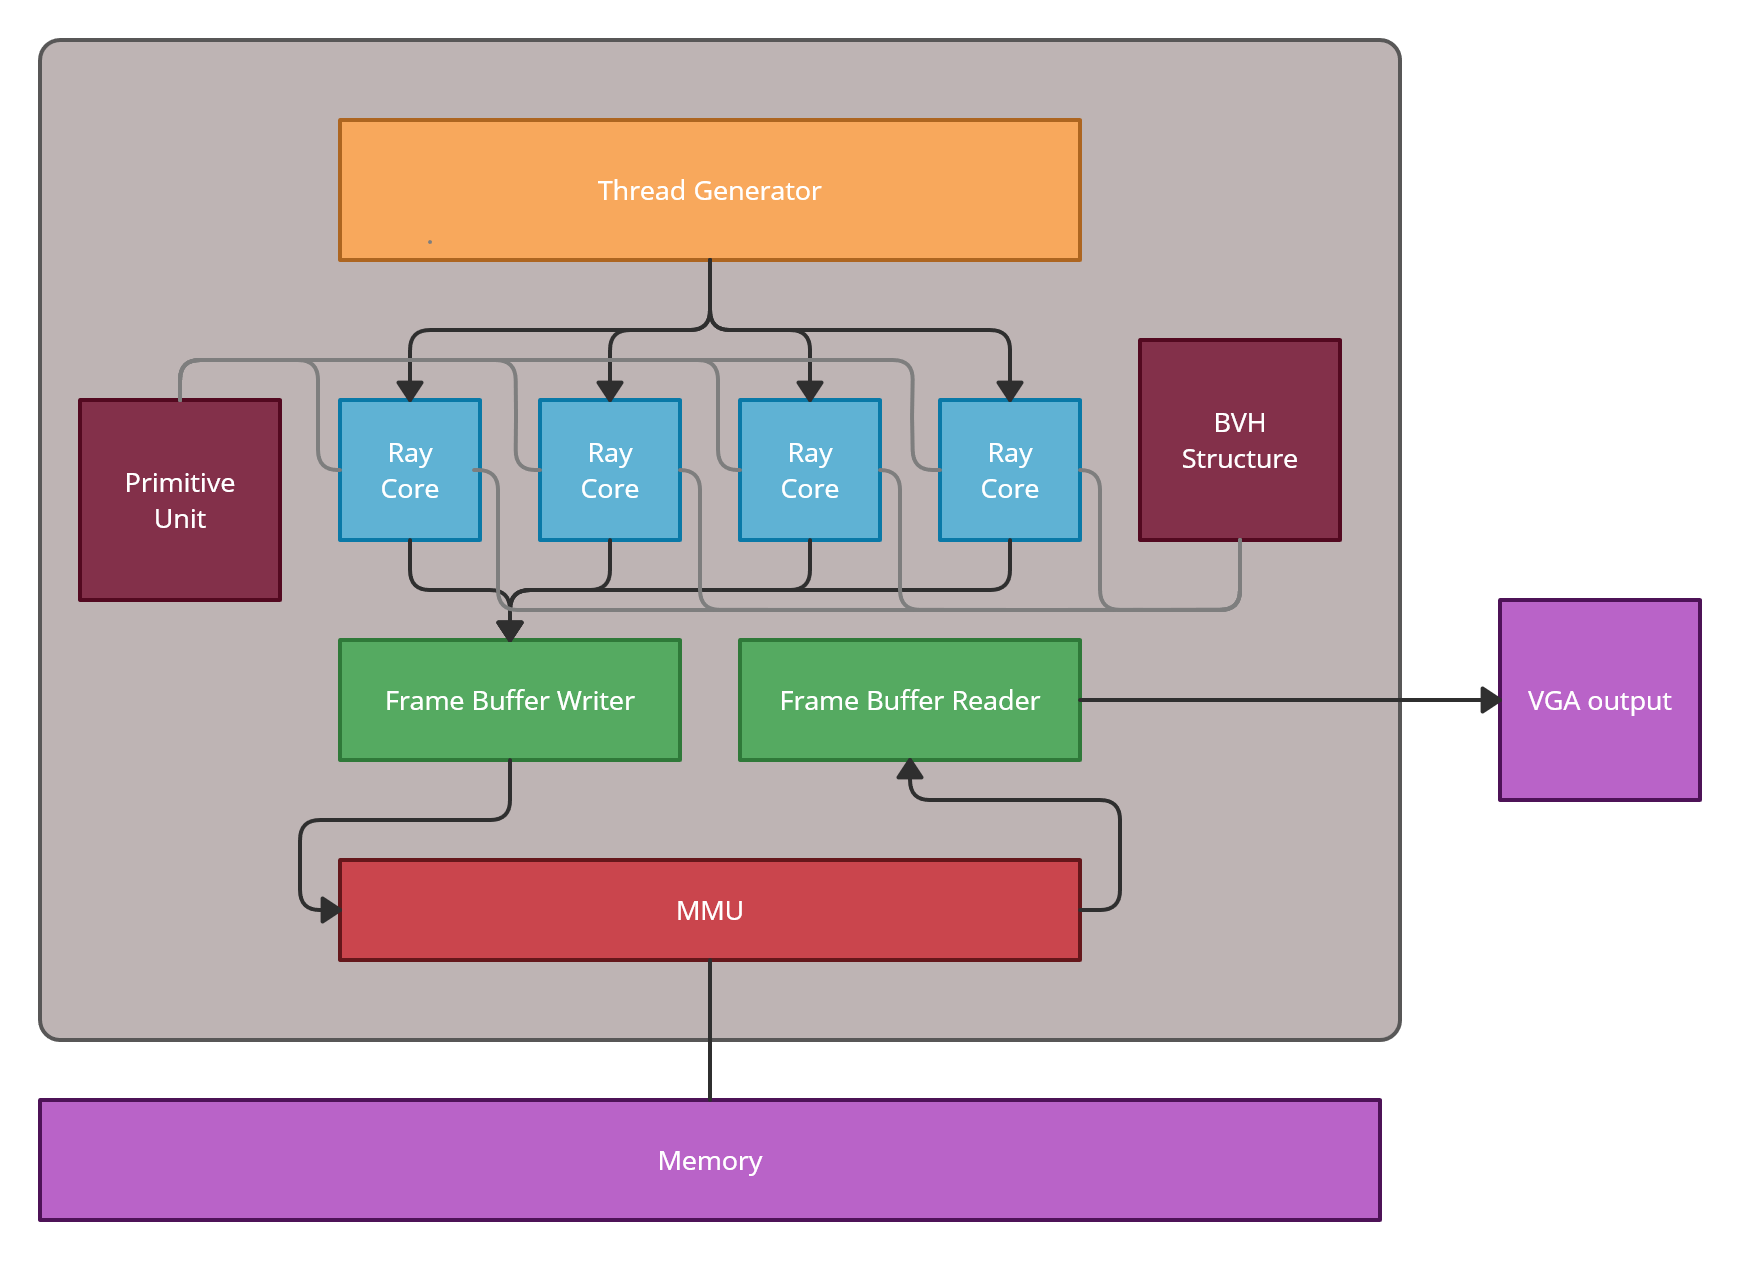 Thread Generator
Primitive
Unit
Ray
Core
Ray
Core
Ray
Core
Ray
Core
BVH
Structure
Frame Buffer Writer
Frame Buffer Reader
VGA output
MMU
Memory